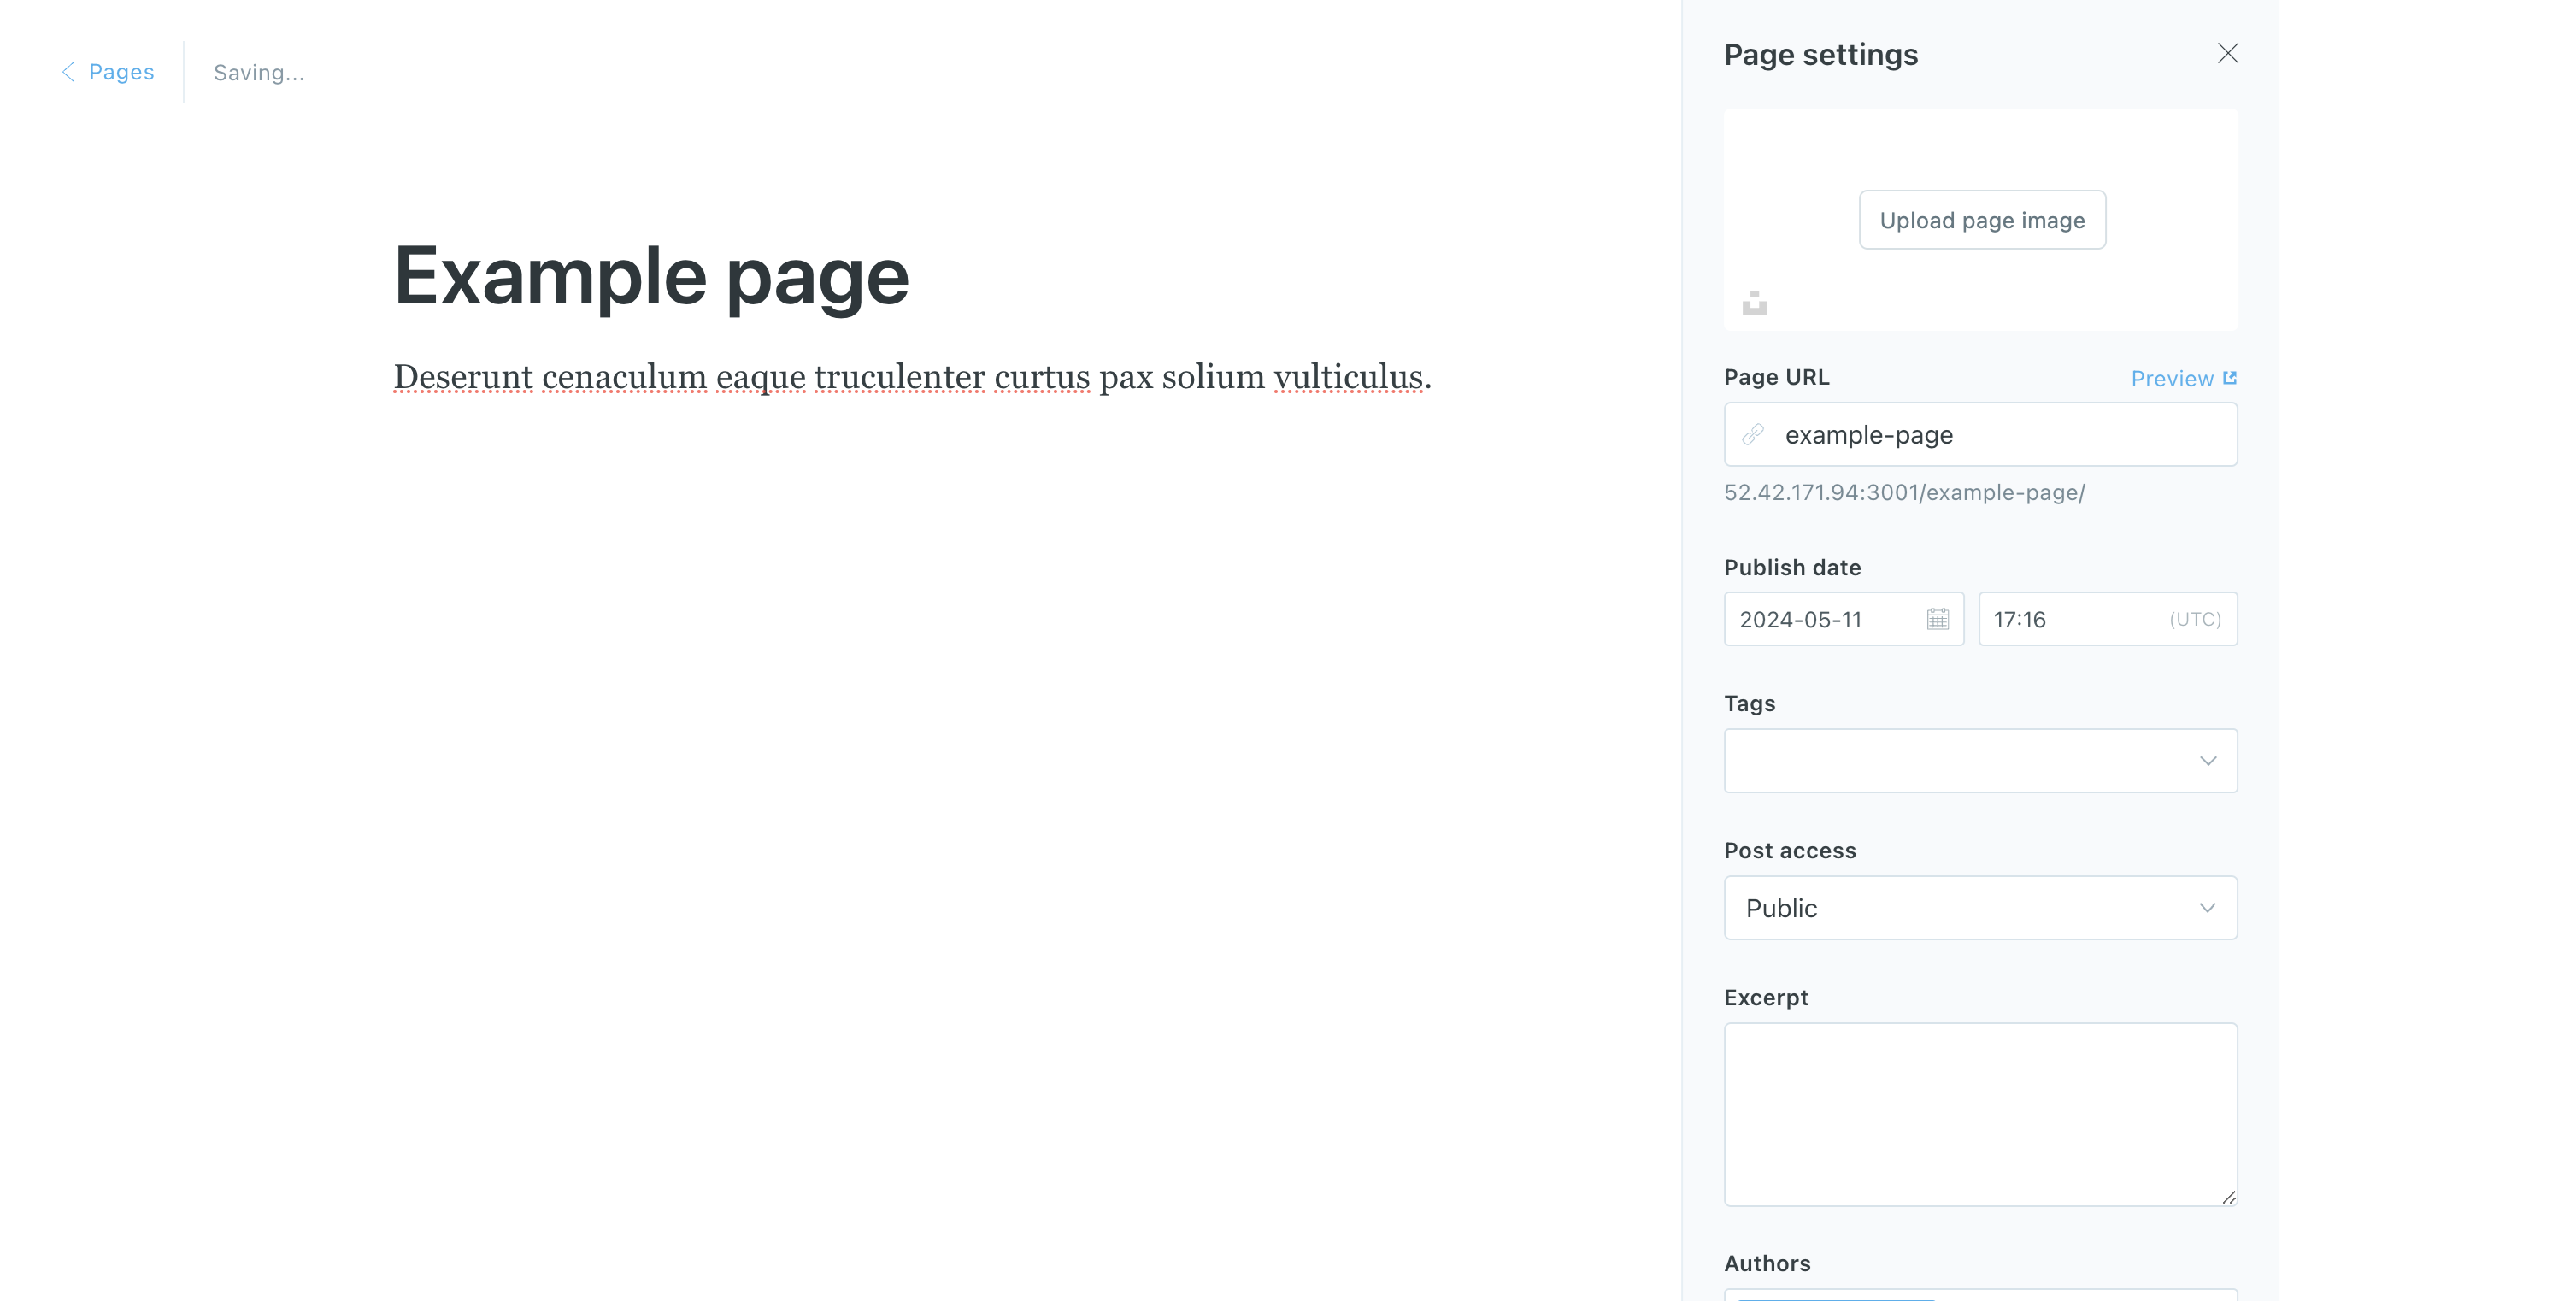 Pages
Saving...
Example page
Deserunt cenaculum eaque truculenter curtus pax solium vulticulus.
Page settings
Upload page image
Page URL
Preview
example-page
52.42.171.94:3001/example-page/
Publish date
2024-05-11
17:16
(UTC)
Tags
Post access
Public
Excerpt
Authors